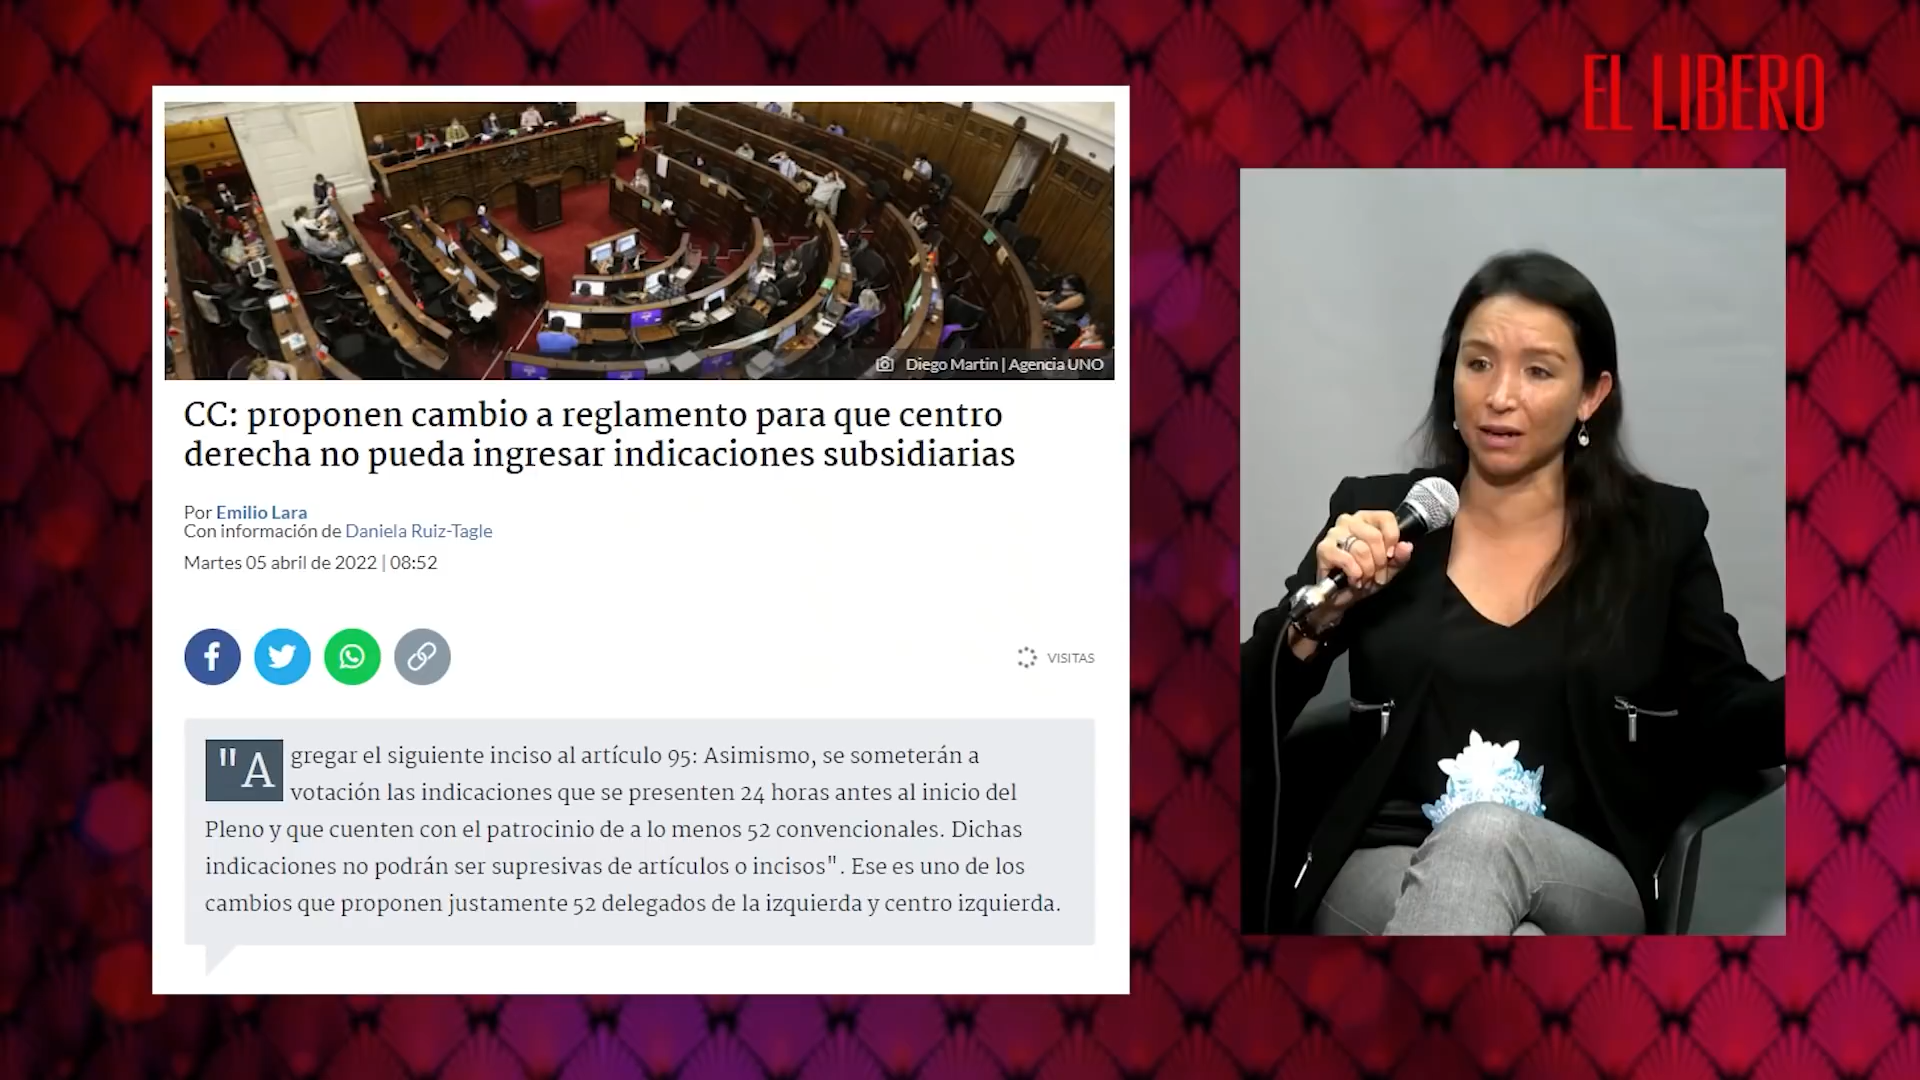 EL LIBERO
Diego Martin | Agencia UNO
CC: proponen cambio a reglamento para que centro
derecha no pueda ingresar indicaciones subsidiarias
Por Emilio Lara
Con información de Daniela Ruiz-Tagle
Martes 05 abril de 2022 | 08:52
VISITAS
"Agregar el siguiente inciso al artículo 95: Asimismo, se someterán a
votación las indicaciones que se presenten 24 horas antes al inicio del
Pleno y que cuenten con el patrocinio de a lo menos 52 convencionales. Dichas
indicaciones no podrán ser supresivas de artículos o incisos". Ese es uno de los
cambios que proponen justamente 52 delegados de la izquierda y centro izquierda.